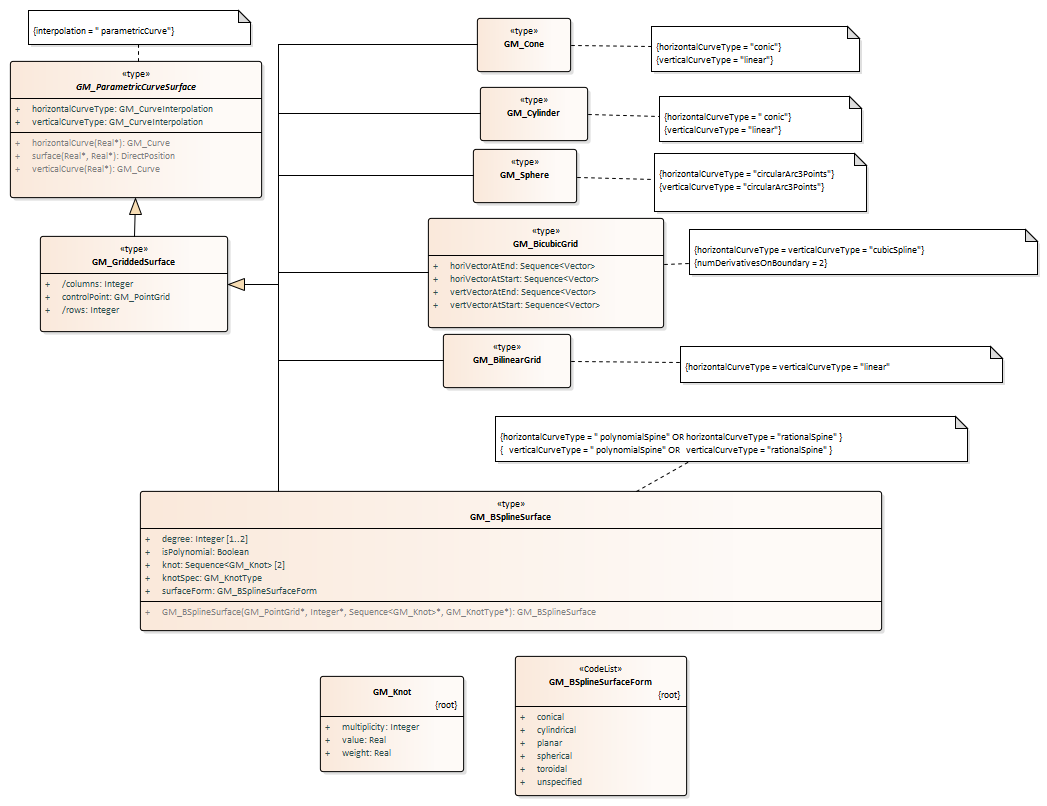 {interpolation = " parametricCurve"}
«type»
GM_ParametricCurveSurface
+ horizontalCurveType: GM_CurveInterpolation
+ verticalCurveType: GM_CurveInterpolation
+ horizontalCurve(Real*): GM_Curve
+ surface(Real*, Real*): DirectPosition
+ verticalCurve(Real*): GM_Curve
«type»
GM_GriddedSurface
+ /columns: Integer
+ controlPoint: GM_PointGrid
+ /rows: Integer
«type»
GM_Cone
{horizontalCurveType = "conic"}
{verticalCurveType = "linear"}
«type»
GM_Cylinder
{horizontalCurveType = " conic"}
{verticalCurveType = "linear"}
«type»
GM_Sphere
{horizontalCurveType = "circularArc3Points"}
{verticalCurveType = "circularArc3Points"}
«type»
GM_BicubicGrid
+ horiVectorAtEnd: Sequence<Vector>
+ horiVectorAtStart: Sequence<Vector>
+ vertVectorAtEnd: Sequence<Vector>
+ vertVectorAtStart: Sequence<Vector>
{horizontalCurveType = verticalCurveType = "cubicSpline"}
{numDerivativesOnBoundary = 2}
«type»
GM_BilinearGrid
{horizontalCurveType = verticalCurveType = "linear"
{horizontalCurveType = " polynomialSpine" OR horizontalCurveType = "rationalSpine" }
{ verticalCurveType = " polynomialSpine" OR verticalCurveType = "rationalSpine" }
«type»
GM_BSplineSurface
+ degree: Integer [1..2]
+ isPolynomial: Boolean
+ knot: Sequence<GM_Knot> [2]
+ knotSpec: GM_KnotType
+ surfaceForm: GM_BSplineSurfaceForm
+ GM_BSplineSurface(GM_PointGrid*, Integer*, Sequence<GM_Knot>*, GM_KnotType*): GM_BSplineSurface
GM_Knot
{root}
+ multiplicity: Integer
+ value: Real
+ weight: Real
«CodeList»
GM_BSplineSurfaceForm
{root}
+ conical
+ cylindrical
+ planar
+ spherical
+ toroidal
+ unspecified